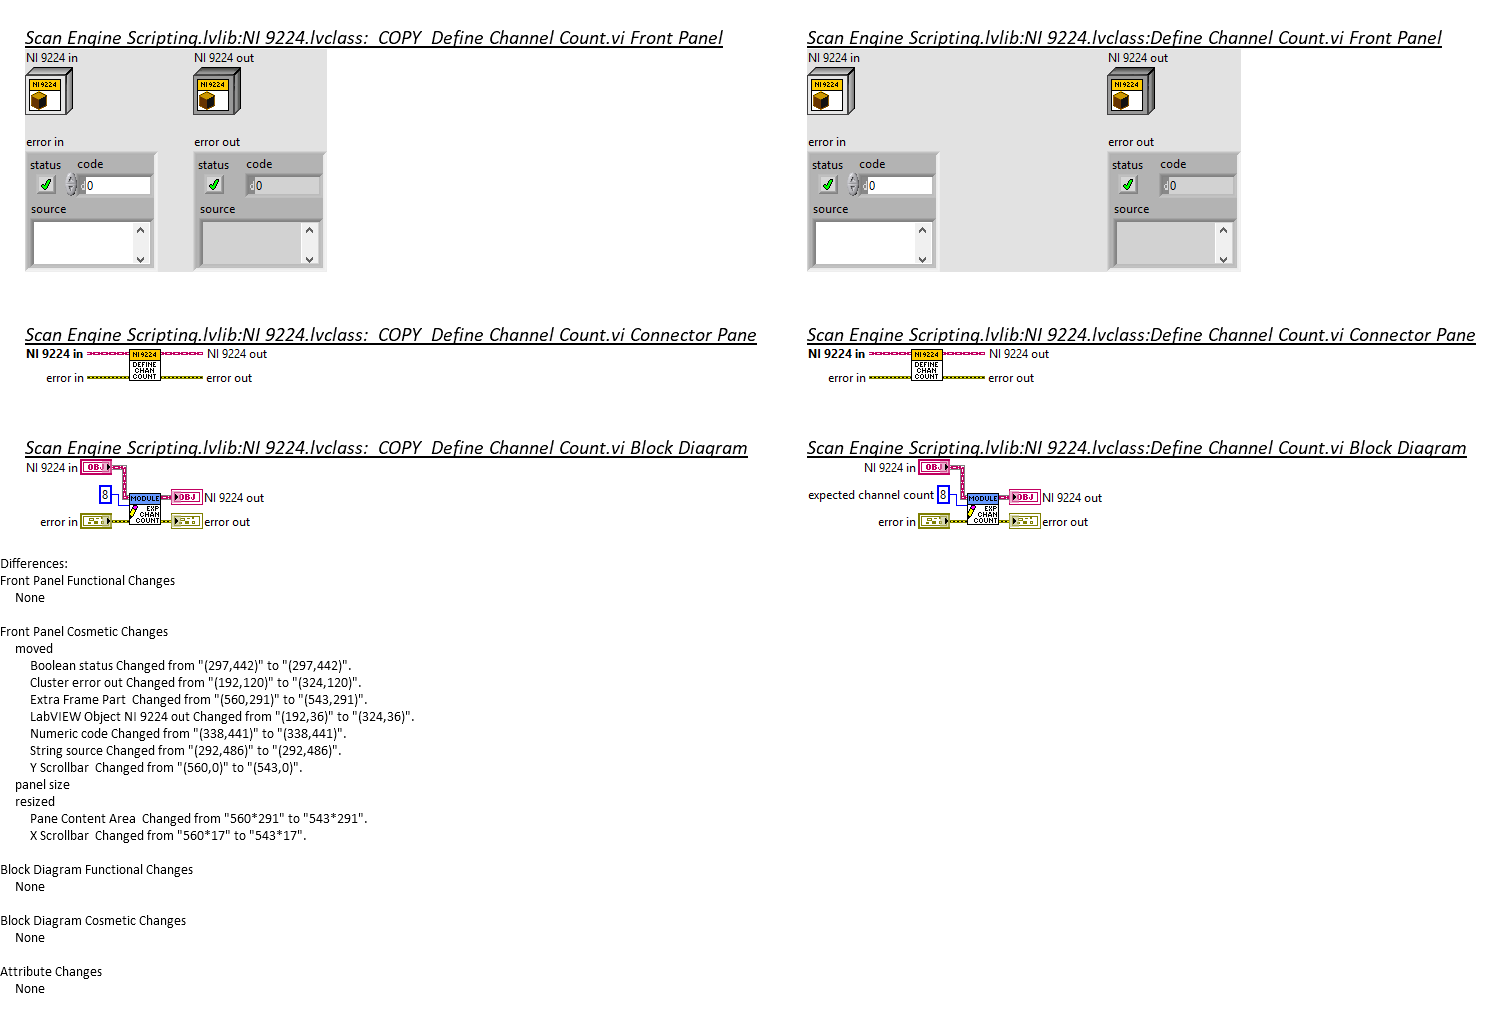 Scan Engine Scripting.lvlib:NI 9224.lvclass:  COPY  Define Channel Count.vi Front Panel
NI 9224 in
NI 9224 out
NI 9224
NI 9224
error in
error out
status
code
status
code
0
0
source
source
Scan Engine Scripting.lvlib:NI 9224.lvclass:Define Channel Count.vi Front Panel
NI 9224 in
NI 9224 out
NI 9224
NI 9224
error in
error out
status
code
status
code
0
0
source
source
Scan Engine Scripting.lvlib:NI 9224.lvclass:  COPY  Define Channel Count.vi Connector Pane
NI 9224 in
NI 9224
NI 9224 out
DEFINE
CHAN
COUNT
error in
error out
Scan Engine Scripting.lvlib:NI 9224.lvclass:Define Channel Count.vi Connector Pane
NI 9224 in
NI 9224
NI 9224 out
DEFINE
CHAN
COUNT
error in
error out
Scan Engine Scripting.lvlib:NI 9224.lvclass:  COPY  Define Channel Count.vi Block Diagram
NI 9224 in
OBJ
8
MODULE
OBJ
NI 9224 out
EXP
CHAN
COUNT
error in
error out
Scan Engine Scripting.lvlib:NI 9224.lvclass:Define Channel Count.vi Block Diagram
NI 9224 in
OBJ
expected channel count
8
MODULE
OBJ
NI 9224 out
EXP
CHAN
COUNT
error in
error out
Differences:
Front Panel Functional Changes
None
Front Panel Cosmetic Changes
moved
Boolean status Changed from "(297,442)" to "(297,442)".
Cluster error out Changed from "(192,120)" to "(324,120)".
Extra Frame Part  Changed from "(560,291)" to "(543,291)".
LabVIEW Object NI 9224 out Changed from "(192,36)" to "(324,36)".
Numeric code Changed from "(338,441)" to "(338,441)".
String source Changed from "(292,486)" to "(292,486)".
Y Scrollbar  Changed from "(560,0)" to "(543,0)".
panel size
resized
Pane Content Area  Changed from "560*291" to "543*291".
X Scrollbar  Changed from "560*17" to "543*17".
Block Diagram Functional Changes
None
Block Diagram Cosmetic Changes
None
Attribute Changes
None